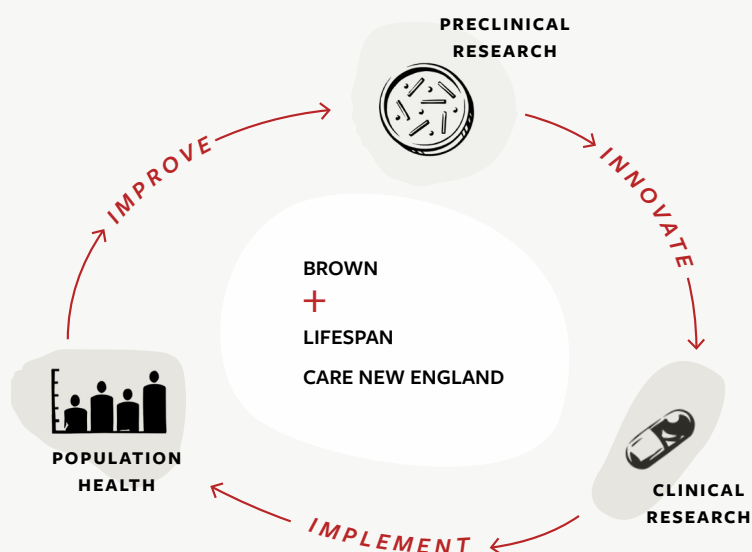 PRECLINICAL
RESEARCH
INNOVATE
CLINICAL
RESEARCH
IMPLEMENT
POPULATION
HEALTH
IMPROVE
BROWN
+
LIFESPAN
CARE NEW ENGLAND